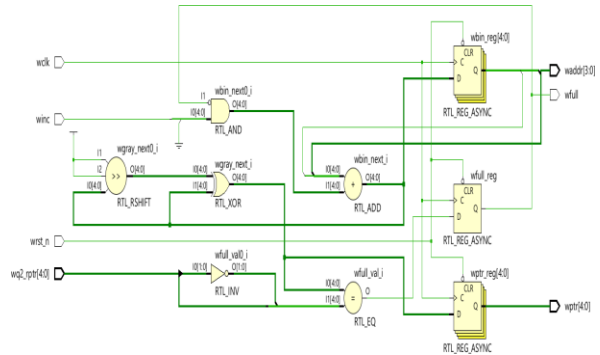 wbin_reg[4:0]
CLR
wclk
C
Q
waddr[3:0]
D
wfull
wbin_next0_i
I1
O[4:0]
winc
I0[4:0]
RTL_AND
RTL_REG_ASYNC
wgray_next0_i
wgray_next_i
wbin_next_i
wfull_reg
I1
I2
O[4:0]
I0[4:0]
O[4:0]
I0[4:0]
O[4:0]
CLR
>>
I1[4:0]
+
C
I0[4:0]
I1[4:0]
Q
RTL_RSHIFT
RTL_XOR
RTL_ADD
D
wrst_n
RTL_REG_ASYNC
wfull_val0_i
wfull_val_i
wptr_reg[4:0]
wq2_rptr[4:0]
I0[1:0]
O[1:0]
CLR
RTL_INV
I0[4:0]
O
C
I1[4:0]
=
Q
wptr[4:0]
D
RTL_EQ
RTL_REG_ASYNC